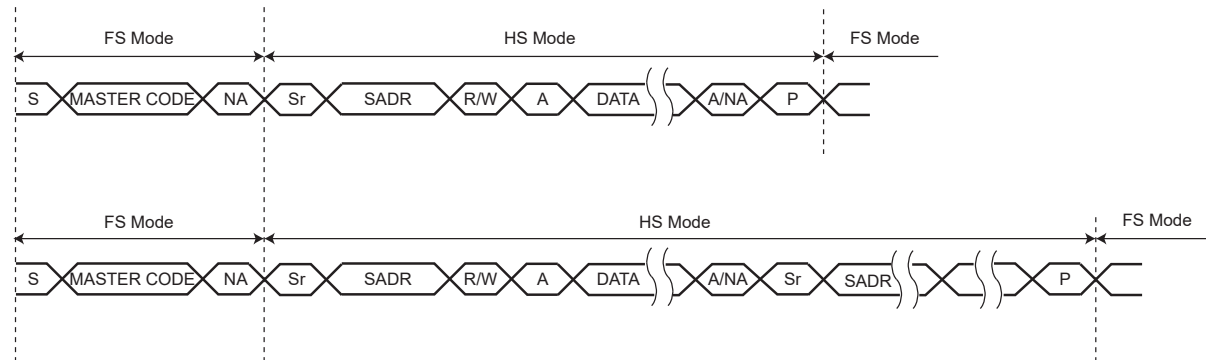 FS Mode HS Mode FS Mode
S MASTER CODE NA Sr SADR R/W A DATA A/NA P
FS Mode HS Mode FS Mode
S MASTER CODE NA Sr SADR R/W A DATA A/NA Sr SADR P